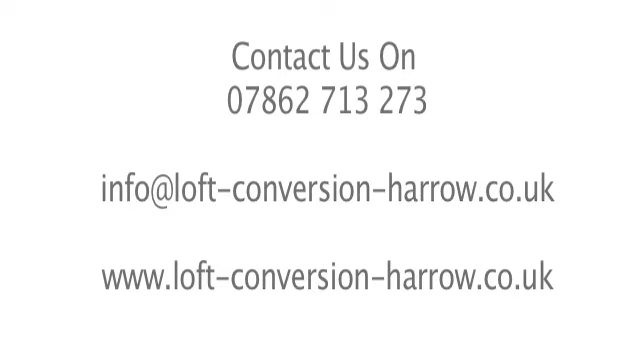 Contact Us On
07862 713 273
info@loft-conversion-harrow.co.uk
www.loft-conversion-harrow.co.uk